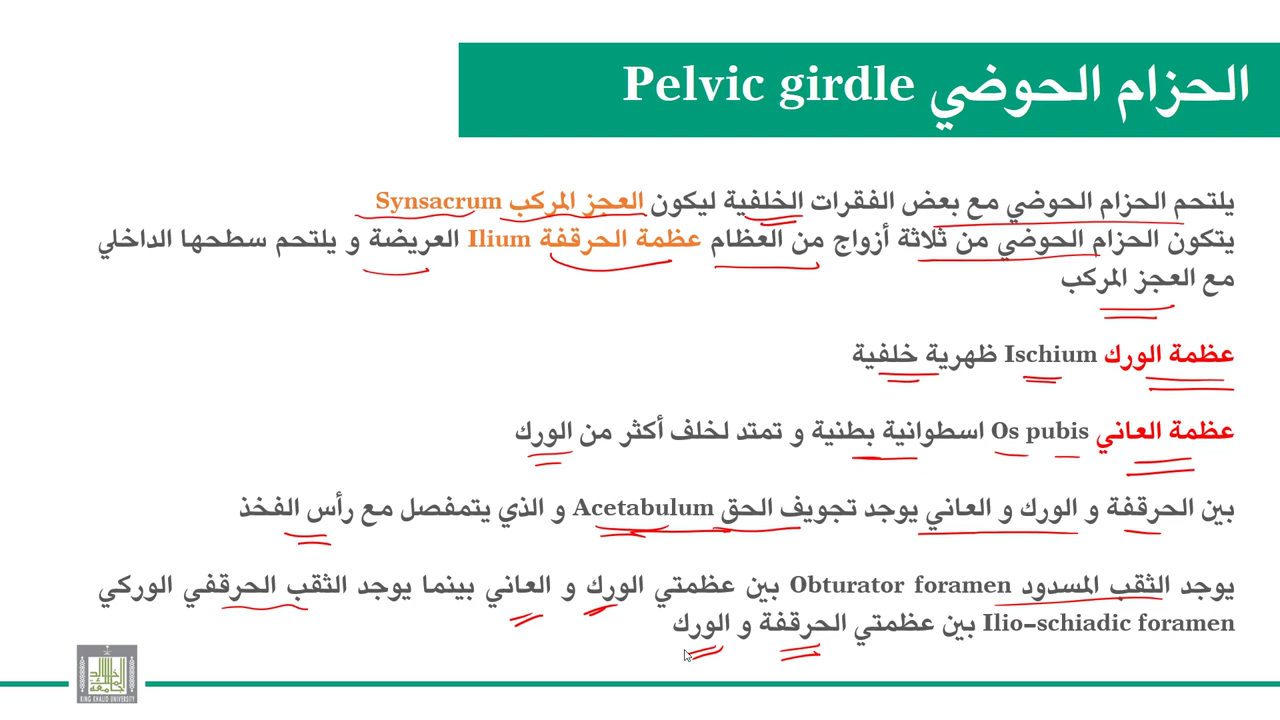 الحزام الحوضي Pelvic girdle
يلتحم الحزام الحوضي مع بعض الفقرات الخلفية ليكون العجز المركب Synsacrum
يتكون الحزام الحوضي من ثلاثة أزواج من العظام عظمة الحرقفة Ilium العريضة و يلتحم سطحها الداخلي
مع العجز المركب
عظمة الورك Ischium ظهرية خلفية
عظمة العاني Os pubis اسطوانية بطنية و تمتد لخلف أكثر من الورك
بين الحرقفة و الورك و العاني يوجد تجويف الحق Acetabulum و الذي يتمفصل مع رأس الفخذ
يوجد الثقب المسدود Obturator foramen بين عظمتي الورك و العاني بينما يوجد الثقب الحرقفي الوركي
Ilio-schiadic foramen بين عظمتي الحرقفة و الورك
KING KHALID UNIVERSITY